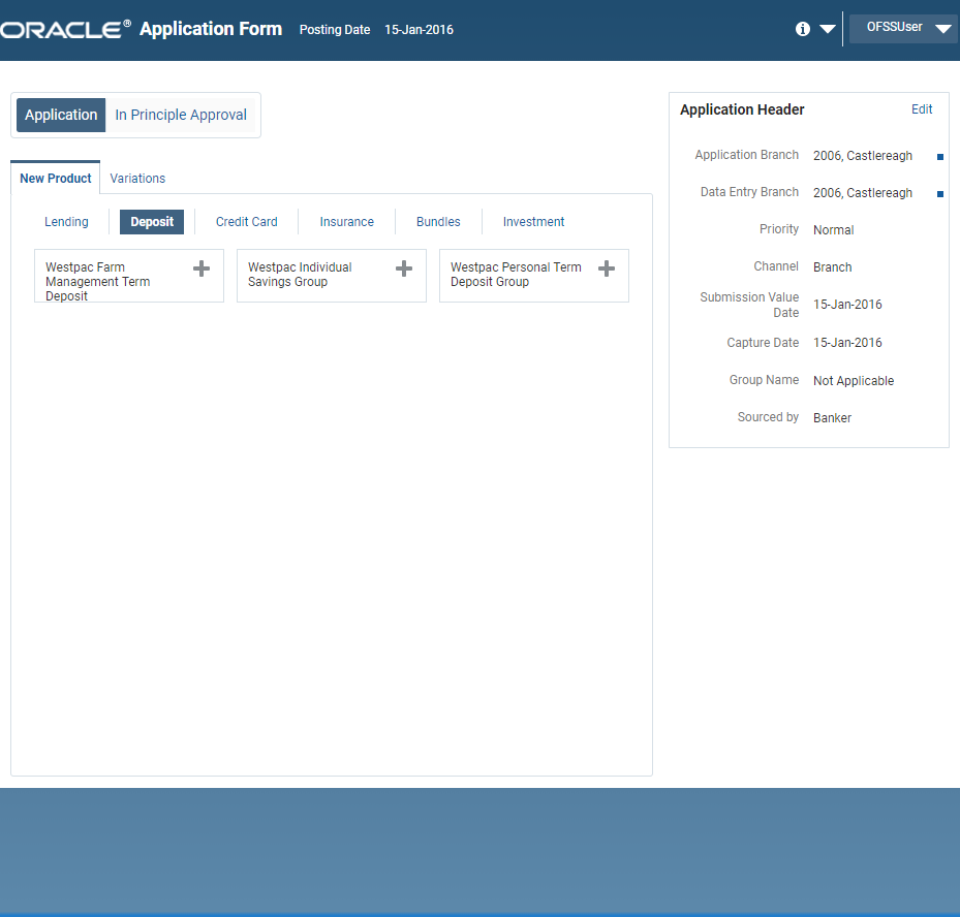 ORACLE® Application Form Posting Date 15-Jan-2016
OFSSUser
Application In Principle Approval
New Product Variations
Lending Deposit Credit Card Insurance Bundles Investment
Westpac Farm
Management Term
Deposit
Westpac Individual
Savings Group
Westpac Personal Term
Deposit Group
Application Header Edit
Application Branch 2006, Castlereagh
Data Entry Branch 2006, Castlereagh
Priority Normal
Channel Branch
Submission Value
Date 15-Jan-2016
Capture Date 15-Jan-2016
Group Name Not Applicable
Sourced by Banker